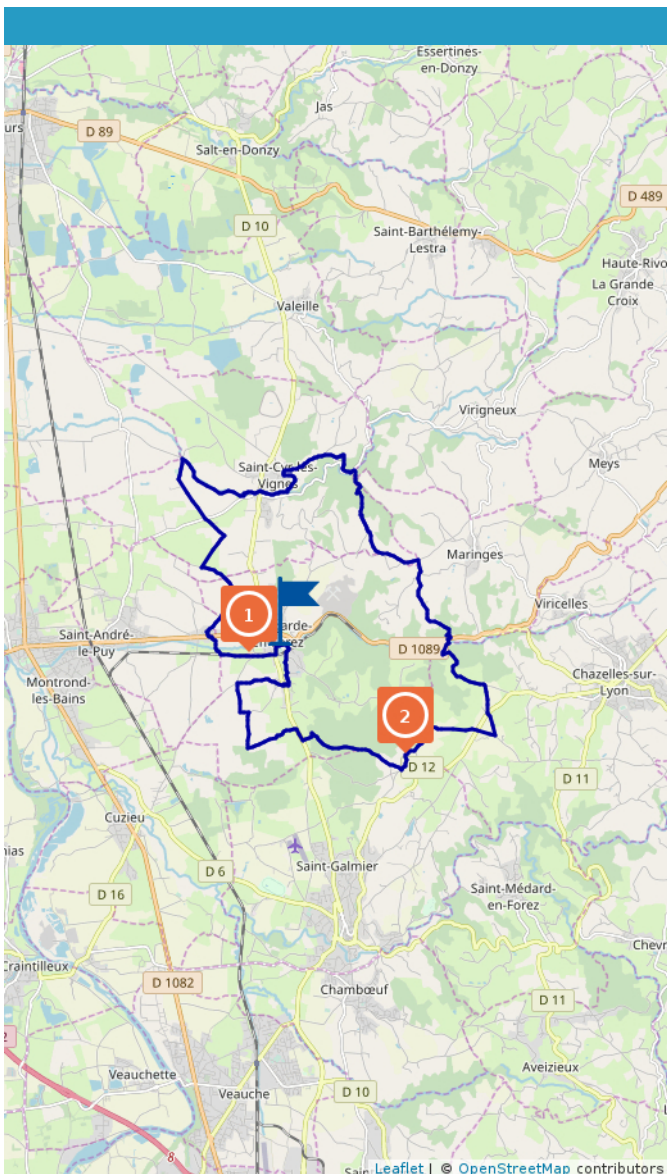 Essertines-
en-Donzy
Jas
urs
D 89
Salt-en-Donzy
D 489
D 10
Saint-Barthélemy-
Lestra
Haute-Rivo
La Grande
Croix
Valeille
Virigneux
Meys
Saint-Cyr-les-
Vignes
Maringes
Viricelles
1
arde-
Saint-André-
le-Puy
D 1089
Chazelles-sur-
Lyon
Montrond-
les-Bains
2
D 12
D 11
Cuzieu
Saint-Galmier
D 6
nias
Saint-Médard-
en-Forez
D 16
Chevr
Craintilleux
D 1082
Chambœuf
D 11
2
Aveizieux
Veauchette
Veauche
D 10
8
Leaflet | © OpenStreetMap contributors